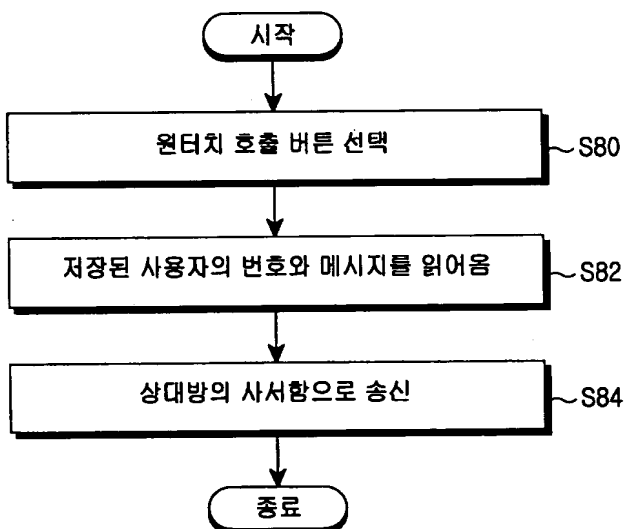 시작
원터치 호출 버튼 선택
S80
저장된 사용자의 번호와 메시지를 읽어옴
S82
상대방의 사서함으로 송신
S84
종료